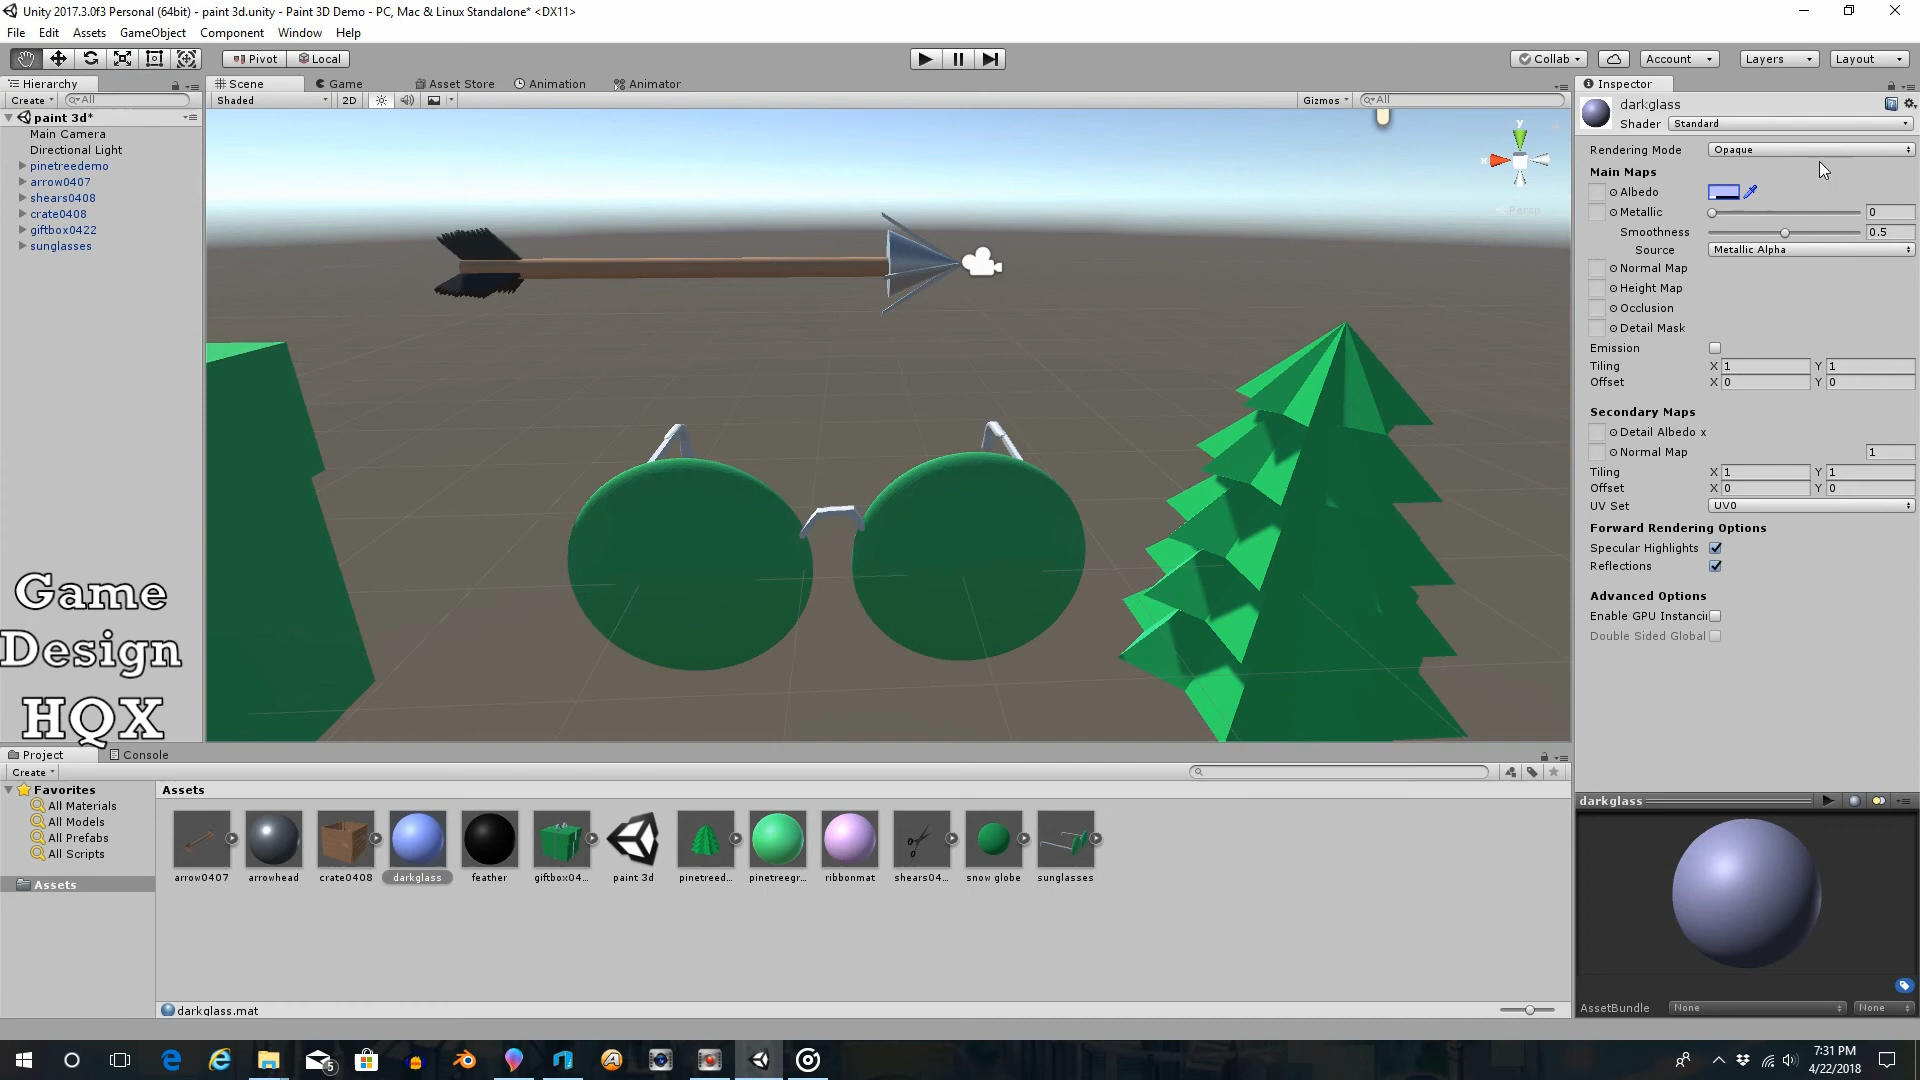 Unity 2017.3.0f3 Personal (64bit) - paint 3d.unity - Paint 3D Demo - PC, Mac & Linux Standalone* <DX11>
File Edit Assets GameObject Component Window Help
Pivot Local Collab Account Layers Layout
Hierarchy
Create All
paint 3d*
Main Camera
Directional Light
pinetreedemo
arrow0407
shears0408
crate0408
giftbox0422
sunglasses
Scene Game Asset Store Animation Animator
Shaded 2D Gizmos All
y
x
Persp
Inspector
darkglass
Shader Standard
Rendering Mode Opaque
Main Maps
Albedo
Metallic 0
Smoothness 0.5
Source Metallic Alpha
Normal Map
Height Map
Occlusion
Detail Mask
Emission
Tiling X 1 Y 1
Offset X 0 Y 0
Secondary Maps
Detail Albedo x
Normal Map 1
Tiling X 1 Y 1
Offset X 0 Y 0
UV Set UV0
Forward Rendering Options
Specular Highlights
Reflections
Advanced Options
Enable GPU Instanci
Double Sided Global
Game
Design
HQX
Project Console
Create
Favorites
All Materials
All Models
All Prefabs
All Scripts
Assets
Assets
arrow0407 arrowhead crate0408 darkglass feather giftbox04... paint 3d pinetreed... pinetreegr... ribbonmat shears04... snow globe sunglasses
darkglass.mat
darkglass
AssetBundle None None
5
7:31 PM
4/22/2018